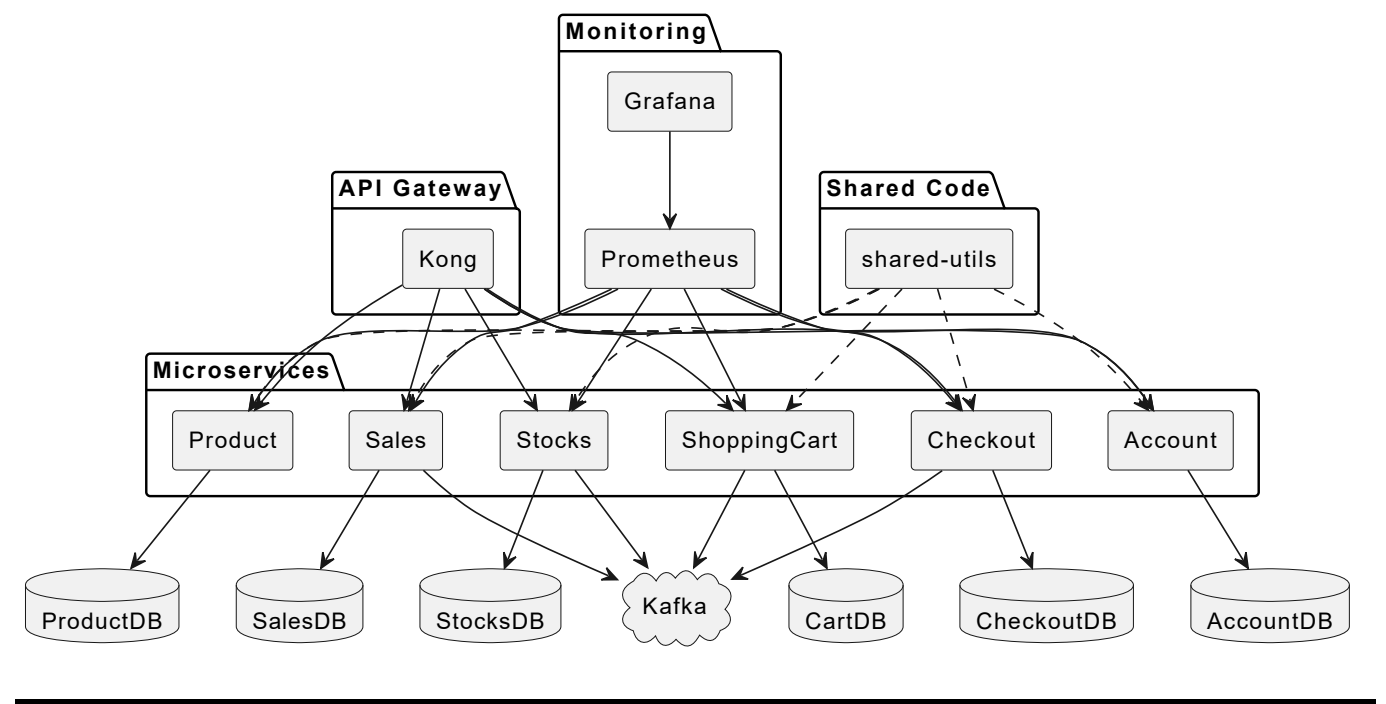 Monitoring
Grafana
API Gateway
Shared Code
Kong
Prometheus
shared-utils
Microservices
Product
Sales
Stocks
ShoppingCart
Checkout
Account
ProductDB
SalesDB
StocksDB
Kafka
CartDB
CheckoutDB
AccountDB